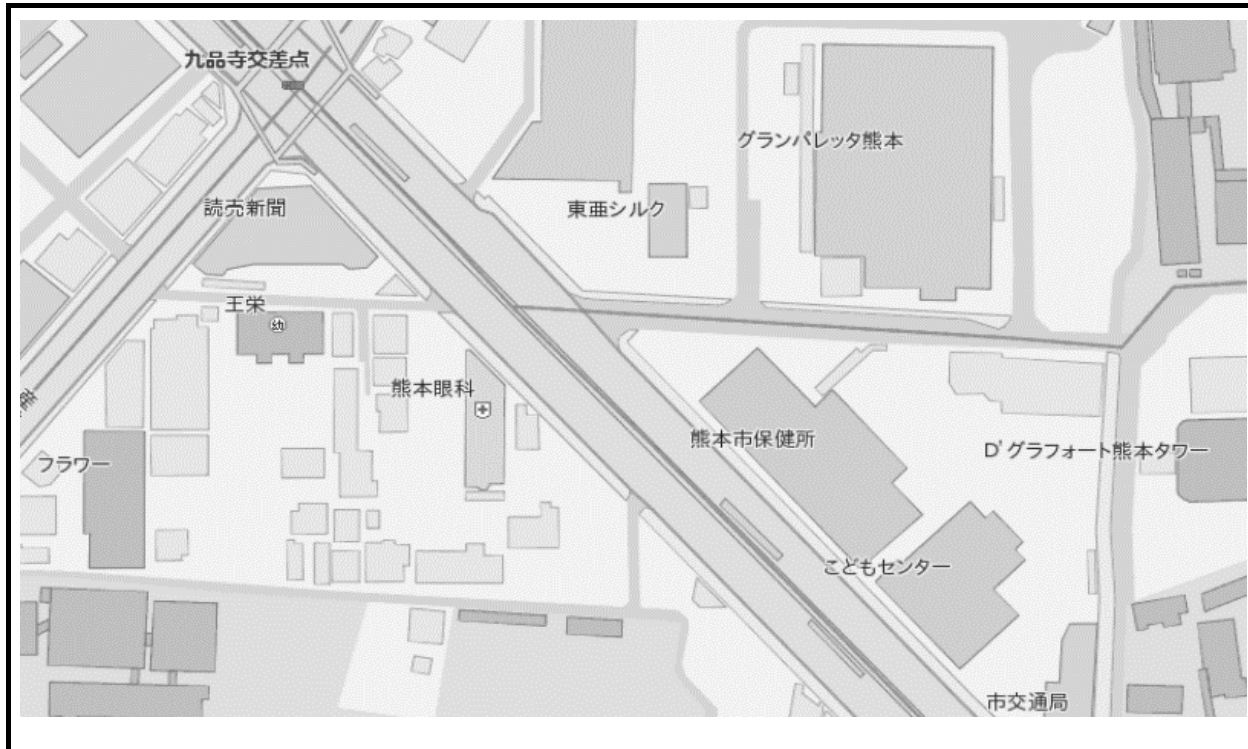 九品寺交差点
グランパレッタ熊本
読売新聞
東亜シルク
王栄
幼
熊本眼科
熊本市保健所
D'グラフォート熊本タワー
フラワー
こどもセンター
市交通局